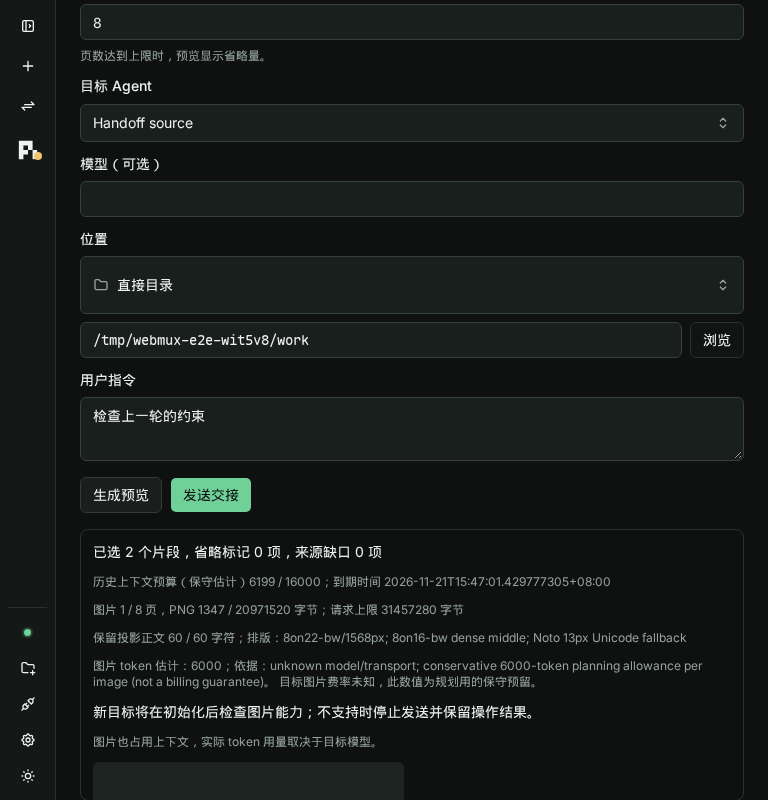 8
页数达到上限时，预览显示省略量。
目标 Agent
Handoff source
模型（可选）
位置
直接目录
/tmp/webmux-e2e-wit5v8/work
浏览
用户指令
检查上一轮的约束
生成预览
发送交接
已选 2 个片段，省略标记 0 项，来源缺口 0 项
历史上下文预算（保守估计）6199 / 16000；到期时间 2026-11-21T15:47:01.429777305+08:00
图片 1 / 8 页，PNG 1347 / 20971520 字节；请求上限 31457280 字节
保留投影正文 60 / 60 字符；排版：8on22-bw/1568px; 8on16-bw dense middle; Noto 13px Unicode fallback
图片 token 估计：6000；依据：unknown model/transport; conservative 6000-token planning allowance per
image (not a billing guarantee)。 目标图片费率未知，此数值为规划用的保守预留。
新目标将在初始化后检查图片能力；不支持时停止发送并保留操作结果。
图片也占用上下文，实际 token 用量取决于目标模型。